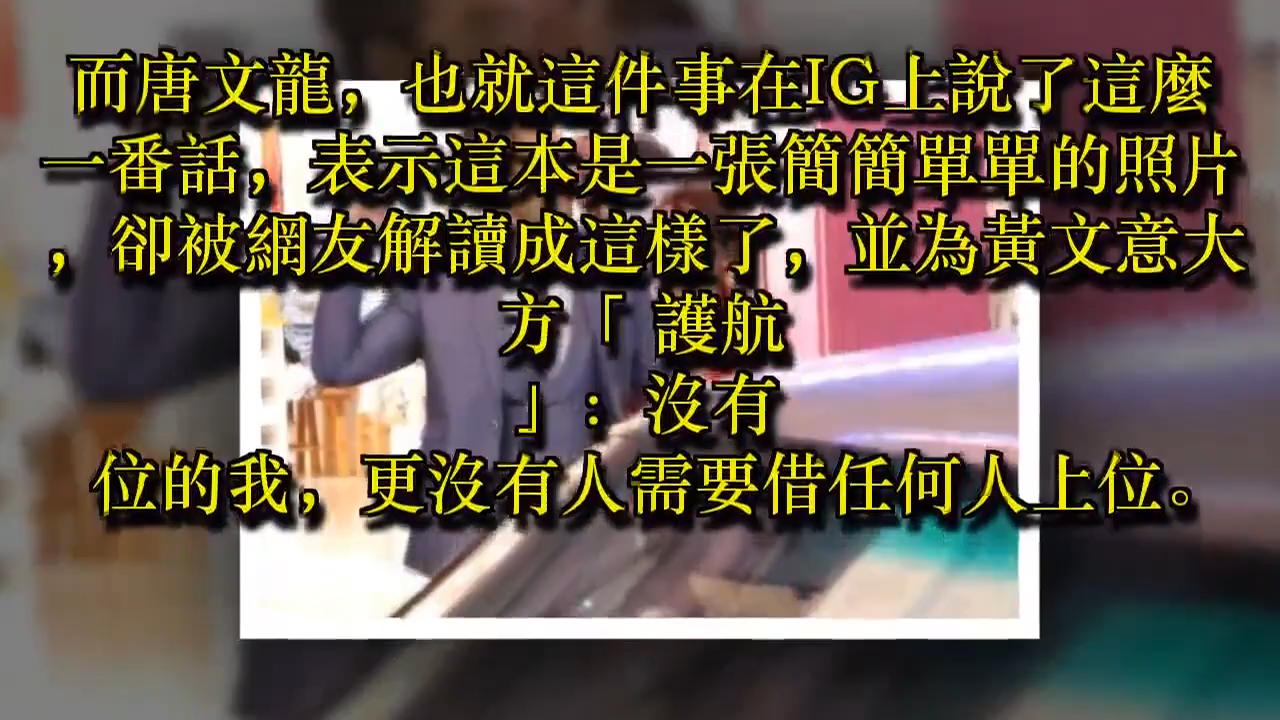 而唐文龍，也就這件事在IG上說了這麼
一番話，表示這本是一張簡簡單單的照片
，卻被網友解讀成這樣了，並為黃文意大
方「 護航
」：沒有
位的我，更沒有人需要借任何人上位。